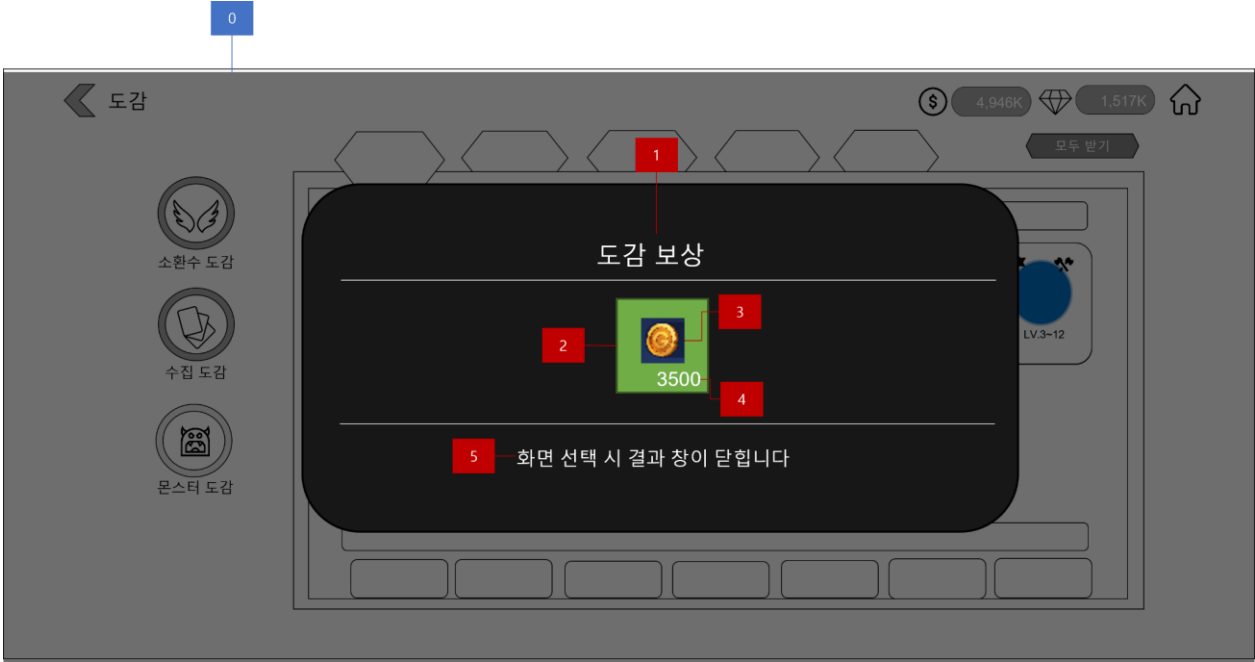 0
도감
4,946K
1,517K
모두 받기
1
도감 보상
소환수 도감
3
2
LV.3~12
수집 도감
3500
4
5
화면 선택 시 결과 창이 닫힙니다
몬스터 도감